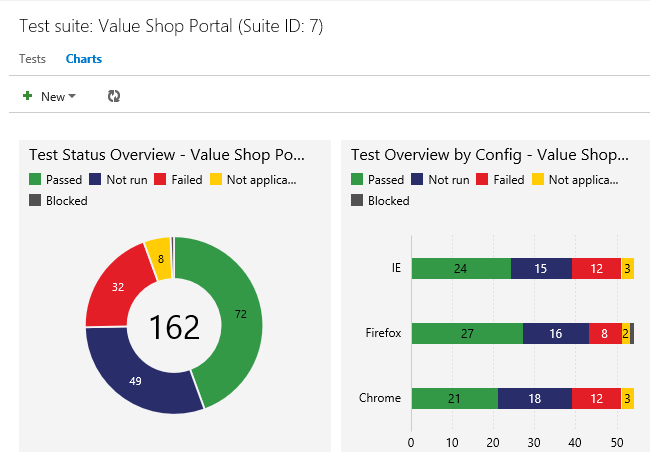 Test suite: Value Shop Portal (Suite ID: 7)
Tests Charts
New
Test Status Overview - Value Shop Po...
Passed Not run Failed Not applica...
Blocked
8
32
72
162
49
Test Overview by Config - Value Shop...
Passed Not run Failed Not applica...
Blocked
IE 24 15 12 3
Firefox 27 16 8 2
Chrome 21 18 12 3
0 10 20 30 40 50